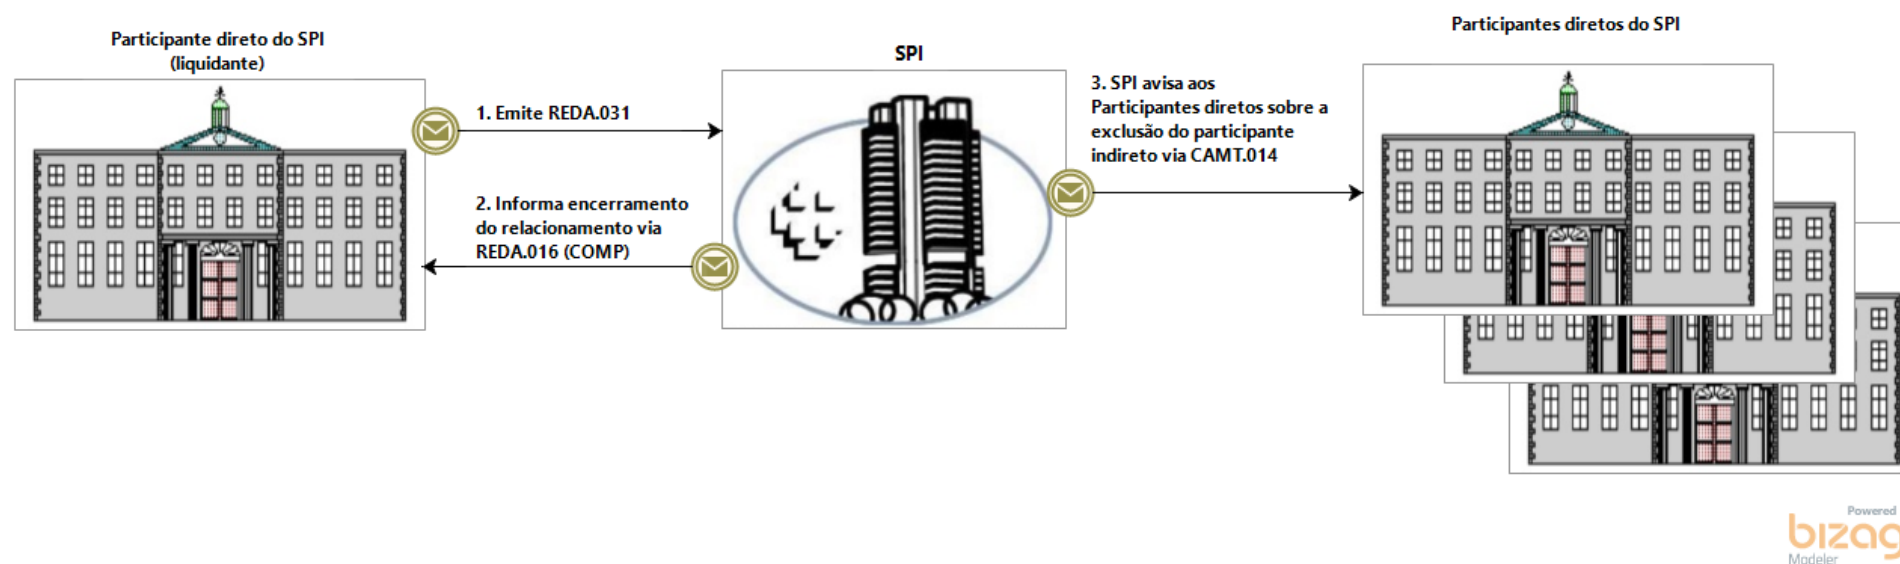 Participante direto do SPI
(liquidante)
1. Emite REDA.031
2. Informa encerramento
do relacionamento via
REDA.016 (COMP)
SPI
3. SPI avisa aos
Participantes diretos sobre a
exclusão do participante
indireto via CAMT.014
Participantes diretos do SPI
Powered
bizag
Modeler